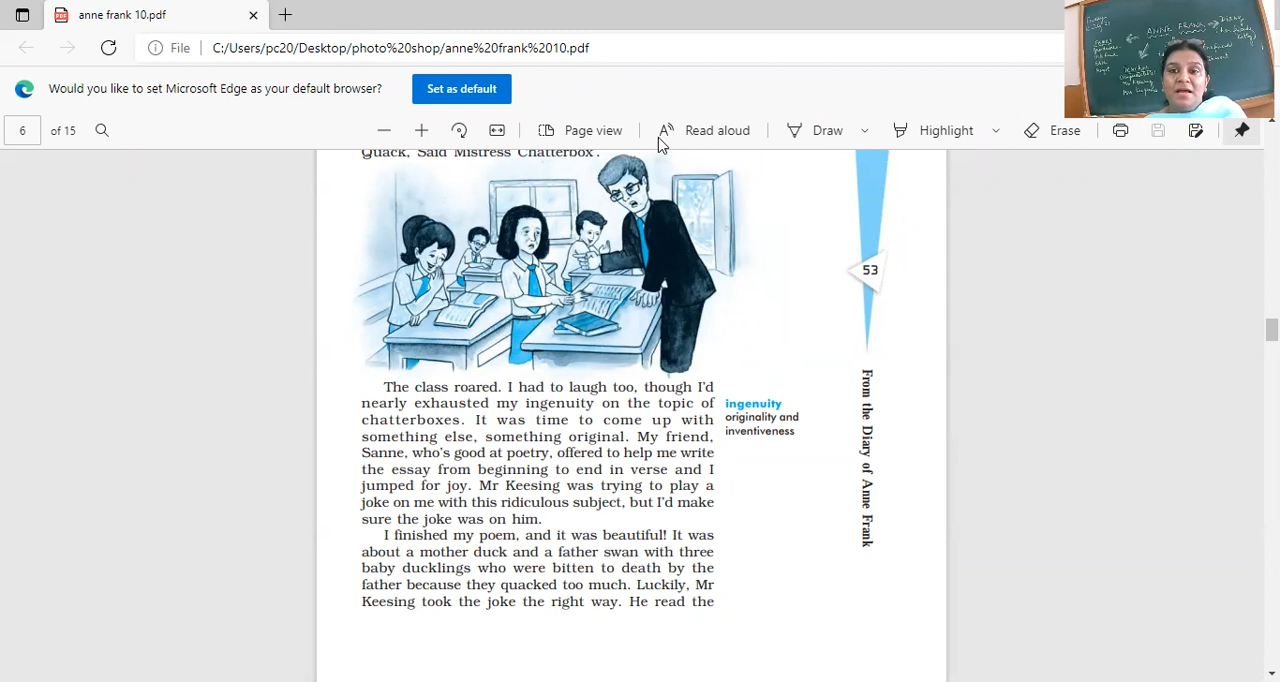 anne frank 10.pdf
File
C:/Users/pc20/Desktop/photo%20shop/anne%20frank%2010.pdf
Would you like to set Microsoft Edge as your default browser?
Set as default
6 of 15
Page view
Read aloud
Draw
Highlight
Erase
ANNE FRANK
Diary
Quack, Said Mistress Chatterbox'.
53
The class roared. I had to laugh too, though I'd
nearly exhausted my ingenuity on the topic of
chatterboxes. It was time to come up with
something else, something original. My friend,
Sanne, who's good at poetry, offered to help me write
the essay from beginning to end in verse and I
jumped for joy. Mr Keesing was trying to play a
joke on me with this ridiculous subject, but I'd make
sure the joke was on him.
I finished my poem, and it was beautiful! It was
about a mother duck and a father swan with three
baby ducklings who were bitten to death by the
father because they quacked too much. Luckily, Mr
Keesing took the joke the right way. He read the
ingenuity
originality and
inventiveness
From the Diary of Anne Frank